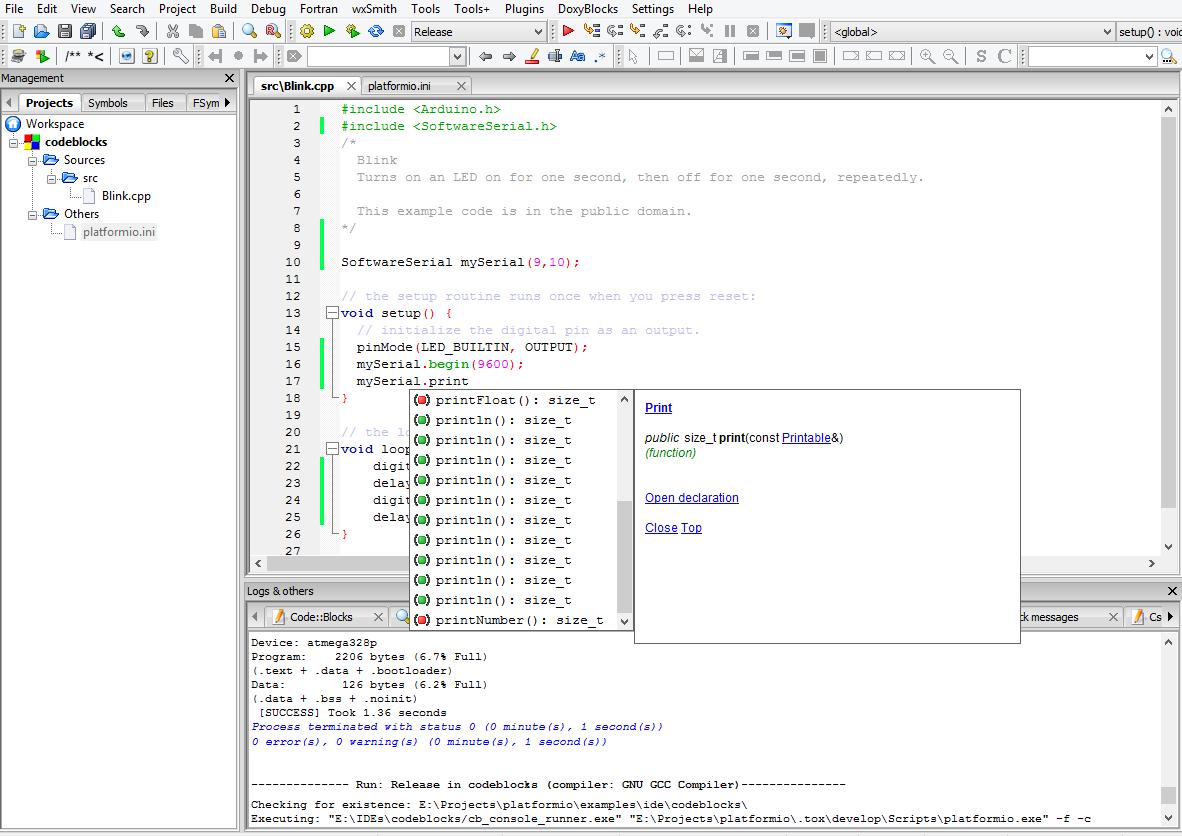 File Edit View Search Project Build Debug Fortran wxSmith Tools Tools+ Plugins DoxyBlocks Settings Help
Release <global> setup() : void
/** *<
Management
Projects Symbols Files FSym
Workspace
codeblocks
Sources
src
Blink.cpp
Others
platformio.ini
src\Blink.cpp platformio.ini
1 #include <Arduino.h>
2 #include <SoftwareSerial.h>
3 /*
4 Blink
5 Turns on an LED on for one second, then off for one second, repeatedly.
6
7 This example code is in the public domain.
8 */
9
10 SoftwareSerial mySerial(9,10);
11
12 // the setup routine runs once when you press reset:
13 void setup() {
14 // initialize the digital pin as an output.
15 pinMode(LED_BUILTIN, OUTPUT);
16 mySerial.begin(9600);
17 mySerial.print
18 }
19
20 // the lo
21 void loop
22 digit
23 delay
24 digit
25 delay
26 }
27
printFloat(): size_t
println(): size_t
println(): size_t
println(): size_t
println(): size_t
println(): size_t
println(): size_t
println(): size_t
println(): size_t
println(): size_t
println(): size_t
printNumber(): size_t
Print
public size_t print(const Printable&)
(function)
Open declaration
Close Top
Logs & others
Code::Blocks ck messages Cs
Device: atmega328p
Program: 2206 bytes (6.7% Full)
(.text + .data + .bootloader)
Data: 126 bytes (6.2% Full)
(.data + .bss + .noinit)
[SUCCESS] Took 1.36 seconds
Process terminated with status 0 (0 minute(s), 1 second(s))
0 error(s), 0 warning(s) (0 minute(s), 1 second(s))
-------------- Run: Release in codeblocks (compiler: GNU GCC Compiler)---------------
Checking for existence: E:\Projects\platformio\examples\ide\codeblocks\
Executing: "E:\IDEs\codeblocks/cb_console_runner.exe" "E:\Projects\platformio\.tox\develop\Scripts\platformio.exe" -f -c